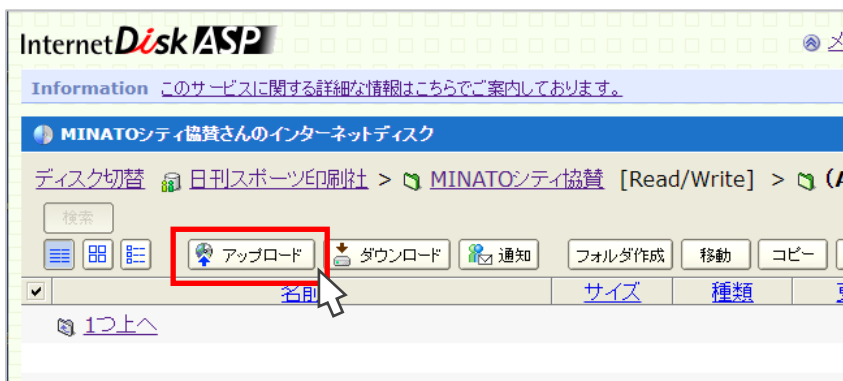 InternetDisk ASP
Information このサービスに関する詳細な情報はこちらでご案内しております。
MINATOシティ協賛さんのインターネットディスク
ディスク切替 日刊スポーツ印刷社 > MINATOシティ協賛 [Read/Write] > (A
検索
アップロード ダウンロード 通知 フォルダ作成 移動 コピー
名前 サイズ 種類
1つ上へ